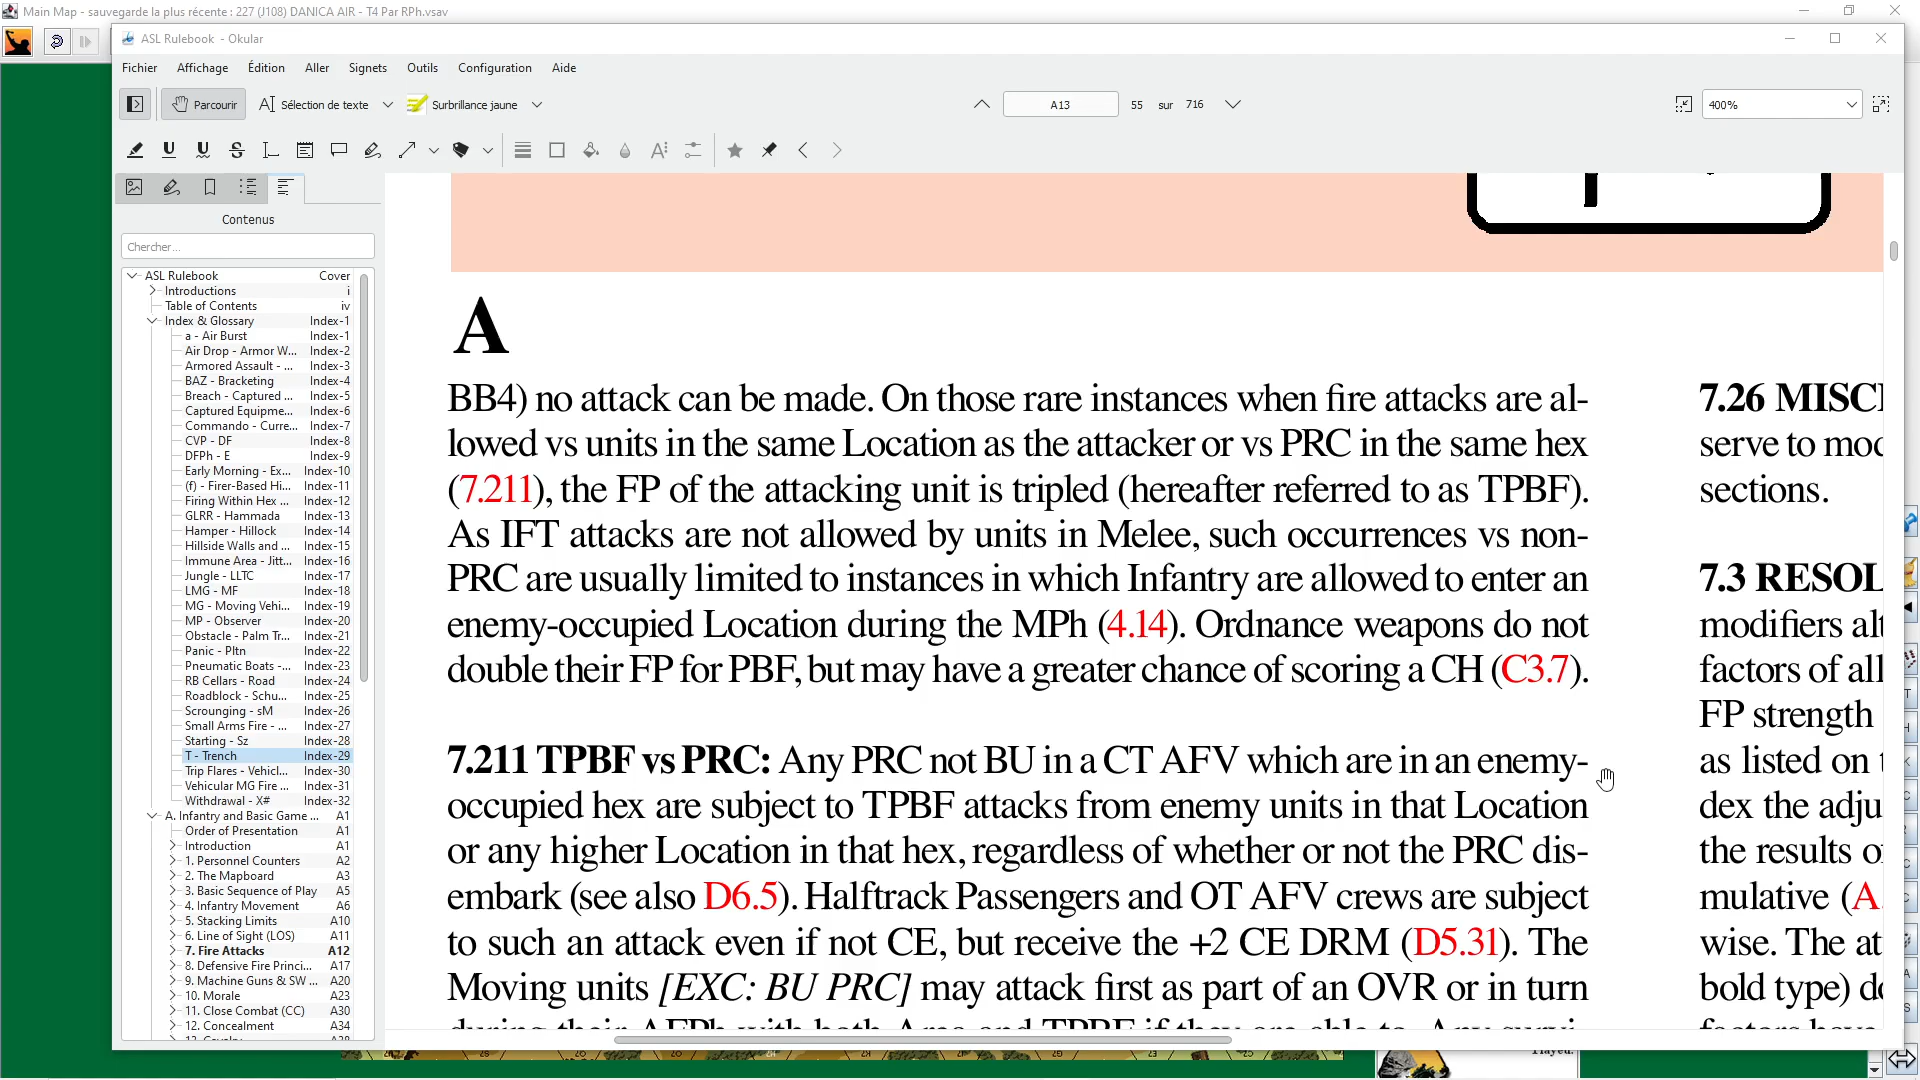 Main Map - sauvegarde la plus récente : 227 (J108) DANICA AIR - T4 Par RPh.vsav
ASL Rulebook - Okular
Fichier Affichage Édition Aller Signets Outils Configuration Aide
Parcourir Sélection de texte Surbrillance jaune A13 55 sur 716 400%
Contenus
Chercher...
ASL Rulebook Cover
Introductions i
Table of Contents iv
Index & Glossary Index-1
a - Air Burst Index-1
Air Drop - Armor W... Index-2
Armored Assault - ... Index-3
BAZ - Bracketing Index-4
Breach - Captured ... Index-5
Captured Equipme... Index-6
Commando - Curre... Index-7
CVP - DF Index-8
DFPh - E Index-9
Early Morning - Ex... Index-10
(f) - Firer-Based Hi... Index-11
Firing Within Hex ... Index-12
GLRR - Hammada Index-13
Hamper - Hillock Index-14
Hillside Walls and ... Index-15
Immune Area - Jitt... Index-16
Jungle - LLTC Index-17
LMG - MF Index-18
MG - Moving Vehi... Index-19
MP - Observer Index-20
Obstacle - Palm Tr... Index-21
Panic - Pltn Index-22
Pneumatic Boats -... Index-23
RB Cellars - Road Index-24
Roadblock - Schu... Index-25
Scrounging - sM Index-26
Small Arms Fire - ... Index-27
Starting - Sz Index-28
T - Trench Index-29
Trip Flares - Vehicl... Index-30
Vehicular MG Fire ... Index-31
Withdrawal - X# Index-32
A. Infantry and Basic Game ... A1
Order of Presentation A1
Introduction A1
1. Personnel Counters A2
2. The Mapboard A3
3. Basic Sequence of Play A5
4. Infantry Movement A6
5. Stacking Limits A10
6. Line of Sight (LOS) A11
7. Fire Attacks A12
8. Defensive Fire Princi... A17
9. Machine Guns & SW ... A20
10. Morale A23
11. Close Combat (CC) A30
12. Concealment A34
A
BB4) no attack can be made. On those rare instances when fire attacks are al-
lowed vs units in the same Location as the attacker or vs PRC in the same hex
(7.211), the FP of the attacking unit is tripled (hereafter referred to as TPBF).
As IFT attacks are not allowed by units in Melee, such occurrences vs non-
PRC are usually limited to instances in which Infantry are allowed to enter an
enemy-occupied Location during the MPh (4.14). Ordnance weapons do not
double their FP for PBF, but may have a greater chance of scoring a CH (C3.7).
7.211 TPBF vs PRC: Any PRC not BU in a CT AFV which are in an enemy-
occupied hex are subject to TPBF attacks from enemy units in that Location
or any higher Location in that hex, regardless of whether or not the PRC dis-
embark (see also D6.5). Halftrack Passengers and OT AFV crews are subject
to such an attack even if not CE, but receive the +2 CE DRM (D5.31). The
Moving units [EXC: BU PRC] may attack first as part of an OVR or in turn
during their AFPh with both Area and TPBF if they are able to. Any survi-
7.26 MISC
serve to mod
sections.
7.3 RESOL
modifiers alt
factors of all
FP strength
as listed on t
dex the adju
the results o
mulative (A
wise. The at
bold type) d
factors have